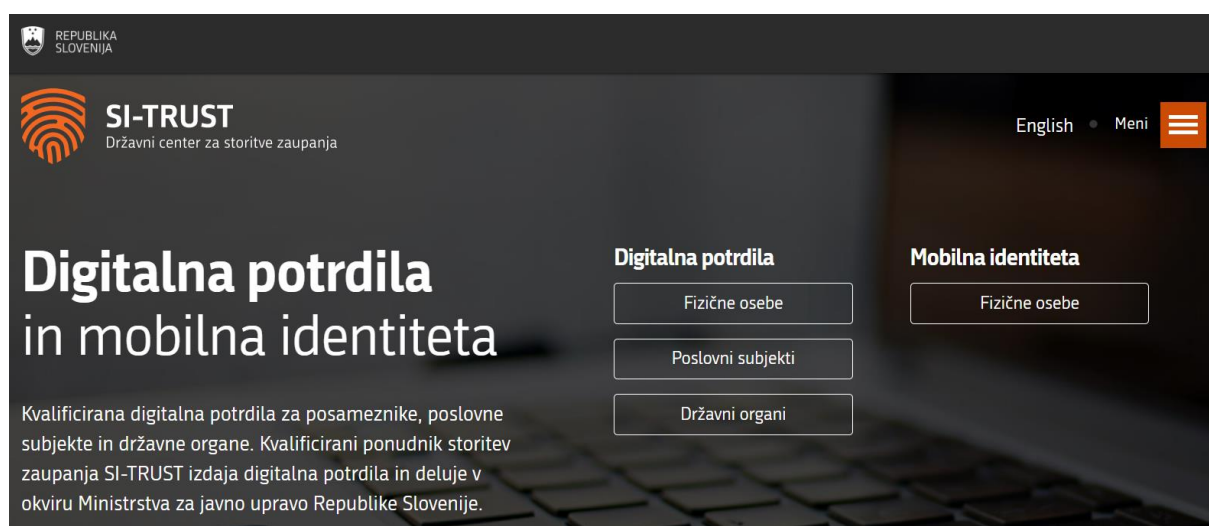 REPUBLIKA
SLOVENIJA
SI-TRUST
Državni center za storitve zaupanja
English
Meni
Digitalna potrdila
in mobilna identiteta
Kvalificirana digitalna potrdila za posameznike, poslovne
subjekte in državne organe. Kvalificirani ponudnik storitev
zaupanja SI-TRUST izdaja digitalna potrdila in deluje v
okviru Ministrstva za javno upravo Republike Slovenije.
Digitalna potrdila
Fizične osebe
Poslovni subjekti
Državni organi
Mobilna identiteta
Fizične osebe